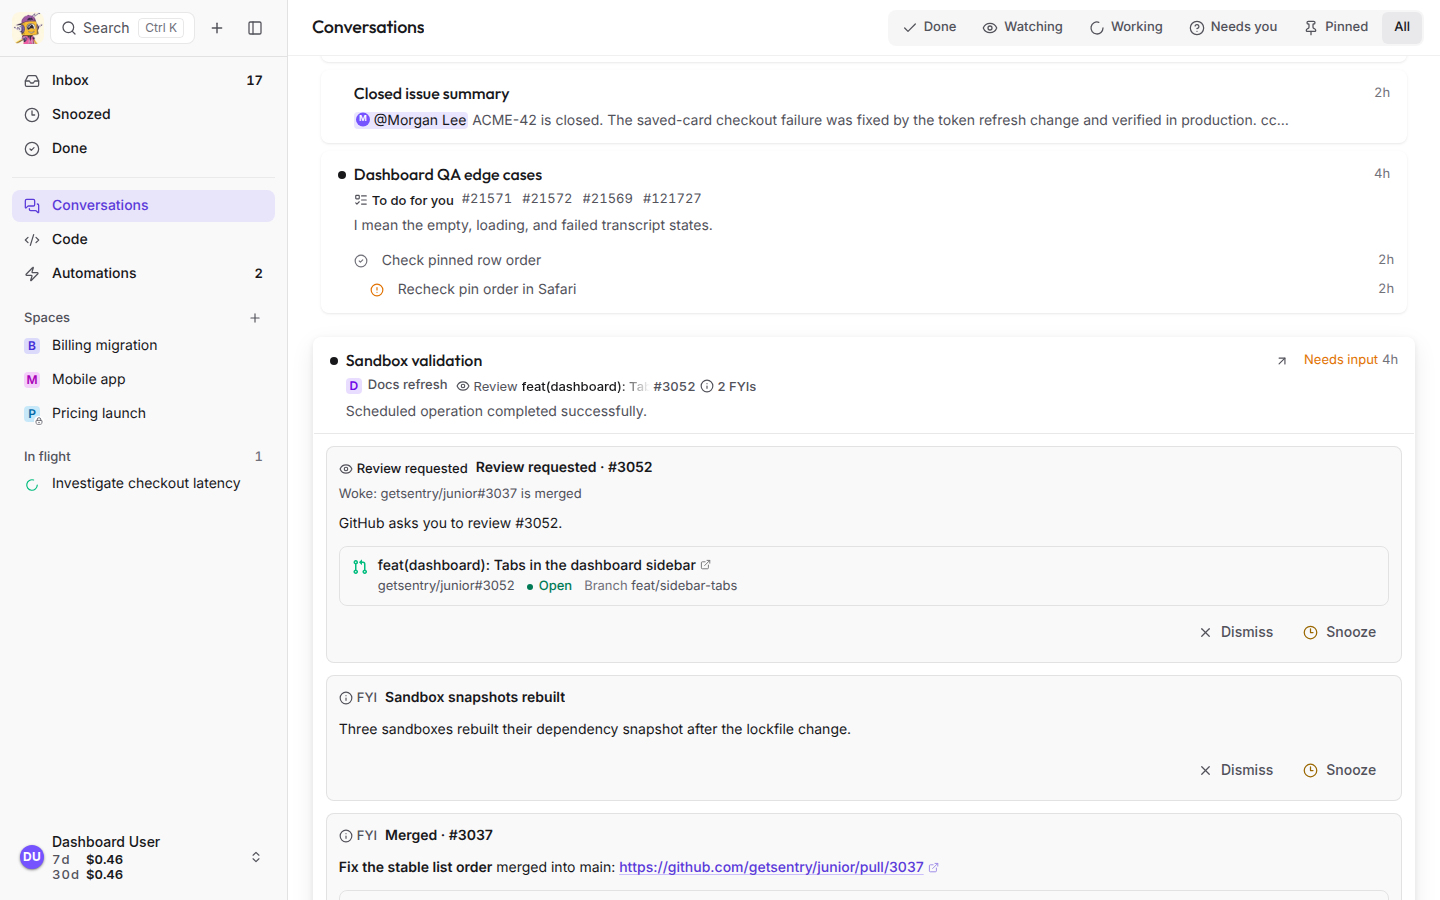 Search Ctrl K
Inbox 17
Snoozed
Done
Conversations
Code
Automations 2
Spaces
B Billing migration
M Mobile app
P Pricing launch
In flight 1
Investigate checkout latency
DU Dashboard User
7d $0.46
30d $0.46
Conversations
Done Watching Working Needs you Pinned All
Closed issue summary 2h
M @Morgan Lee ACME-42 is closed. The saved-card checkout failure was fixed by the token refresh change and verified in production. cc...
Dashboard QA edge cases 4h
To do for you #21571 #21572 #21569 #121727
I mean the empty, loading, and failed transcript states.
Check pinned row order 2h
Recheck pin order in Safari 2h
Sandbox validation Needs input 4h
D Docs refresh Review feat(dashboard): Tal #3052 2 FYIs
Scheduled operation completed successfully.
Review requested Review requested · #3052
Woke: getsentry/junior#3037 is merged
GitHub asks you to review #3052.
feat(dashboard): Tabs in the dashboard sidebar
getsentry/junior#3052 Open Branch feat/sidebar-tabs
Dismiss Snooze
FYI Sandbox snapshots rebuilt
Three sandboxes rebuilt their dependency snapshot after the lockfile change.
Dismiss Snooze
FYI Merged · #3037
Fix the stable list order merged into main: https://github.com/getsentry/junior/pull/3037